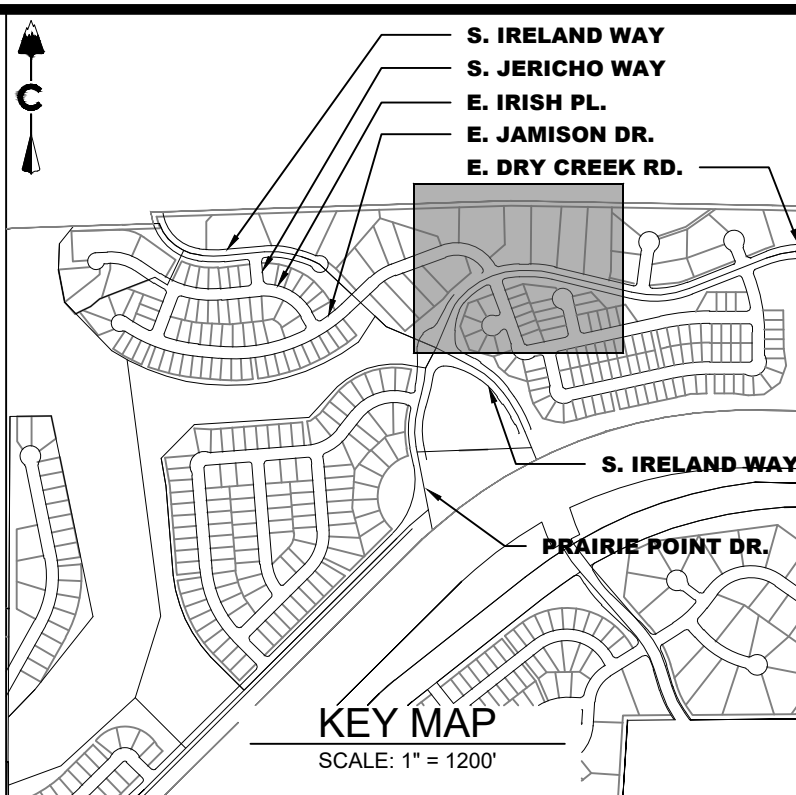 S. IRELAND WAY
S. JERICHO WAY
E. IRISH PL.
E. JAMISON DR.
E. DRY CREEK RD.
C
S. IRELAND WAY
PRAIRIE POINT DR.
KEY MAP
SCALE: 1" = 1200'